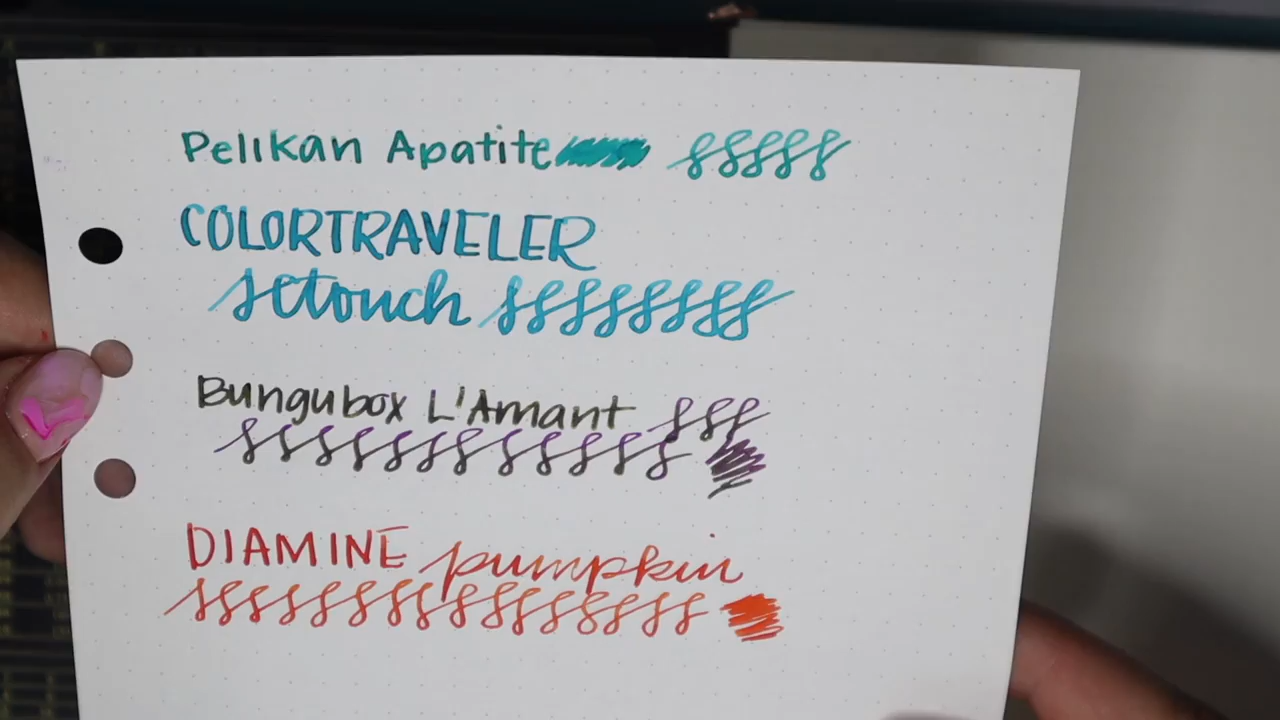 Pelikan Apatite
COLORTRAVELER
setouch
Bungubox L'Amant
DIAMINE pumpkin